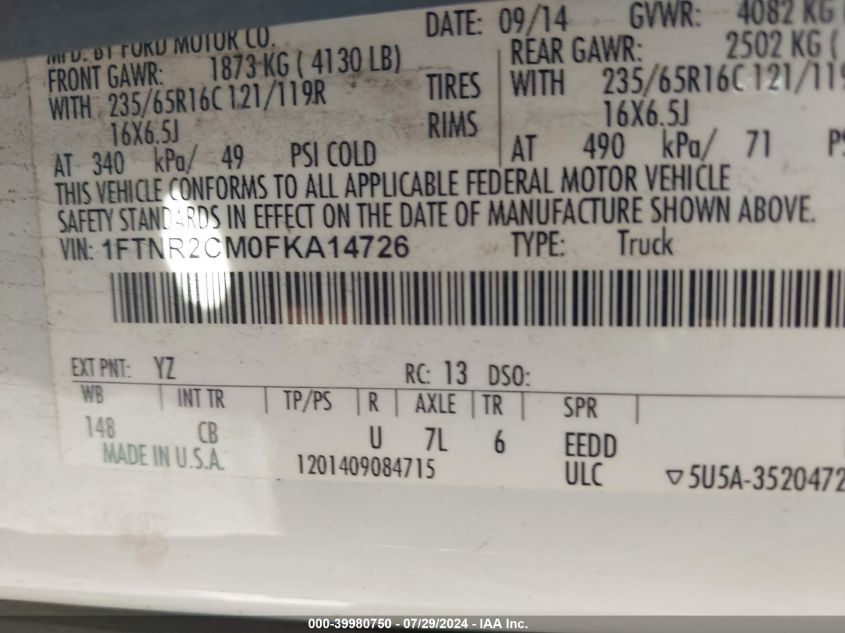 MFD. BY FORD MOTOR CO. DATE: 09/14 GVWR: 4082 KG
FRONT GAWR: 1873 KG ( 4130 LB) REAR GAWR: 2502 KG (
WITH 235/65R16C 121/119R TIRES WITH 235/65R16C 121/119
16X6.5J RIMS 16X6.5J
AT 340 kPa/ 49 PSI COLD AT 490 kPa/ 71 PS
THIS VEHICLE CONFORMS TO ALL APPLICABLE FEDERAL MOTOR VEHICLE
SAFETY STANDARDS IN EFFECT ON THE DATE OF MANUFACTURE SHOWN ABOVE.
VIN: 1FTNR2CM0FKA14726 TYPE: Truck
EXT PNT: YZ RC: 13 DSO:
WB INT TR TP/PS R AXLE TR SPR
148 CB U 7L 6 EEDD
MADE IN U.S.A. 1201409084715 ULC ▽5U5A-3520472
000-39980750 / 07/29/2024 - IAA Inc.